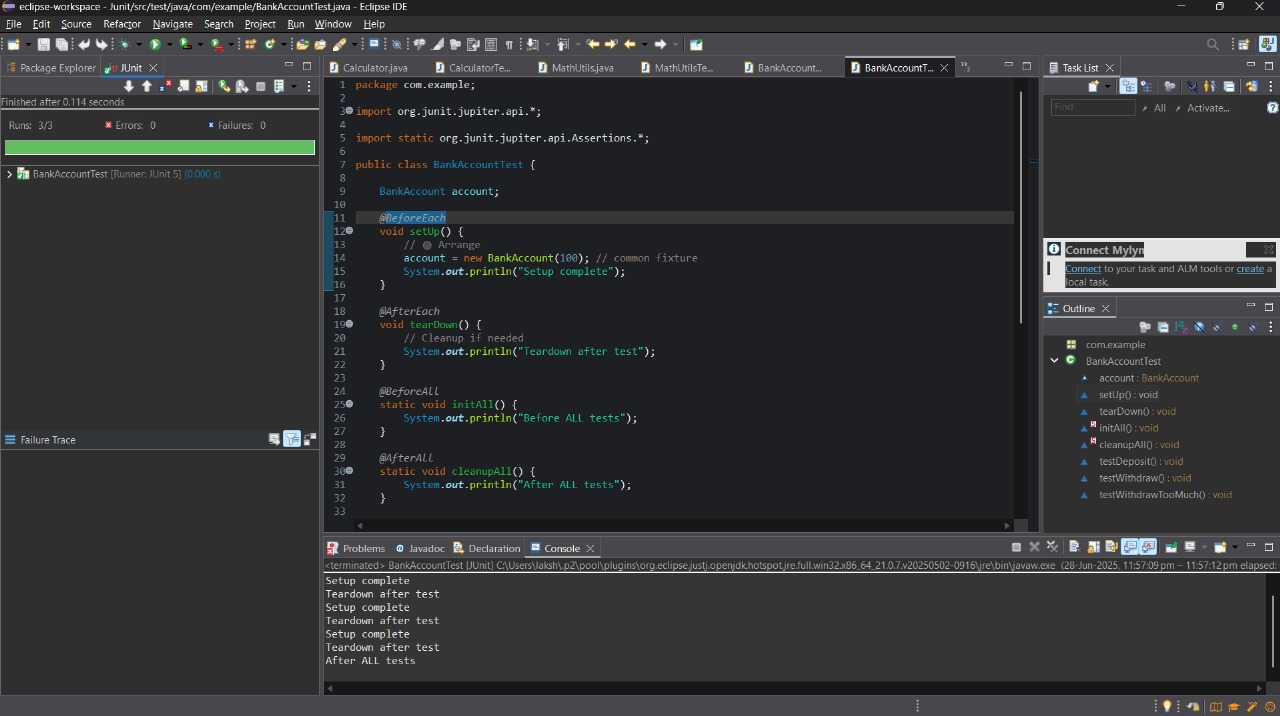 eclipse-workspace - Junit/src/test/java/com/example/BankAccountTest.java - Eclipse IDE
File Edit Source Refactor Navigate Search Project Run Window Help
Package Explorer JUnit
Finished after 0.114 seconds
Runs: 3/3 Errors: 0 Failures: 0
BankAccountTest [Runner: JUnit 5] (0.000 s)
Failure Trace
Calculator.java CalculatorTe... MathUtils.java MathUtilsTe... BankAccount... BankAccountT... »5
1 package com.example;
2
3 import org.junit.jupiter.api.*;
4
5 import static org.junit.jupiter.api.Assertions.*;
6
7 public class BankAccountTest {
8
9 BankAccount account;
10
11 @BeforeEach
12 void setUp() {
13 // Arrange
14 account = new BankAccount(100); // common fixture
15 System.out.println("Setup complete");
16 }
17
18 @AfterEach
19 void tearDown() {
20 // Cleanup if needed
21 System.out.println("Teardown after test");
22 }
23
24 @BeforeAll
25 static void initAll() {
26 System.out.println("Before ALL tests");
27 }
28
29 @AfterAll
30 static void cleanupAll() {
31 System.out.println("After ALL tests");
32 }
33
Task List
Find All Activate...
Connect Mylyn
Connect to your task and ALM tools or create a
local task.
Outline
com.example
BankAccountTest
account : BankAccount
setUp() : void
tearDown() : void
initAll() : void
cleanupAll() : void
testDeposit() : void
testWithdraw() : void
testWithdrawTooMuch() : void
Problems Javadoc Declaration Console
<terminated> BankAccountTest [JUnit] C:\Users\laksh\.p2\pool\plugins\org.eclipse.justj.openjdk.hotspot.jre.full.win32.x86_64_21.0.7.v20250502-0916\jre\bin\javaw.exe (28-Jun-2025, 11:57:09 pm – 11:57:12 pm elapsed:
Setup complete
Teardown after test
Setup complete
Teardown after test
Setup complete
Teardown after test
After ALL tests